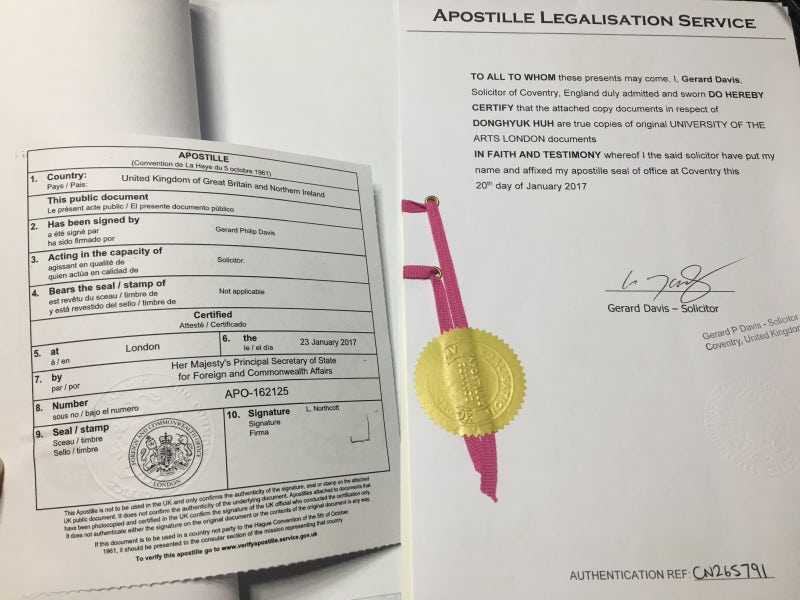 APOSTILLE
(Convention de La Haye du 5 octobre 1961)
1. Country: United Kingdom of Great Britain and Northern Ireland
Pays / Pais:
This public document
Le présent acte public / El presente documento público
2. Has been signed by Gerard Philip Davis
a été signé par
ha sido firmado por
3. Acting in the capacity of Solicitor.
agissant en qualité de
quien actúa en calidad de
4. Bears the seal / stamp of Not applicable
est revêtu du sceau / timbre de
y está revestido del sello / timbre de
Certified
Attesté / Certificado
5. at London 6. the 23 January 2017
á / en le / el día
7. by Her Majesty's Principal Secretary of State
par / por for Foreign and Commonwealth Affairs
8. Number APO-162125
sous no / bajo el numero
9. Seal / stamp 10. Signature L. Northcott
Sceau / timbre Signature
Sello / timbre Firma
FOREIGN AND COMMONWEALTH OFFICE
LONDON
This Apostille is not to be used in the UK and only confirms the authenticity of the signature, seal or stamp on the attached
UK public document. It does not confirm the authenticity of the underlying document. Apostilles attached to documents that
have been photocopied and certified in the UK confirm the signature of the UK official who conducted the certification only.
It does not authenticate either the signature on the original document or the contents of the original document in any way.
If this document is to be used in a country not party to the Hague Convention of the 5th of October
1961, it should be presented to the consular section of the mission representing that country
To verify this apostille go to www.verifyapostille.service.gov.uk
APOSTILLE LEGALISATION SERVICE
TO ALL TO WHOM these presents may come, I, Gerard Davis,
Solicitor of Coventry, England duly admitted and sworn DO HEREBY
CERTIFY that the attached copy documents in respect of
DONGHYUK HUH are true copies of original UNIVERSITY OF THE
ARTS LONDON documents
IN FAITH AND TESTIMONY whereof I the said solicitor have put my
name and affixed my apostille seal of office at Coventry this
20th day of January 2017
Gerard Davis – Solicitor
Gerard P Davis - Solicitor
Coventry, United Kingdom
AUTHENTICATION REF: CN265791